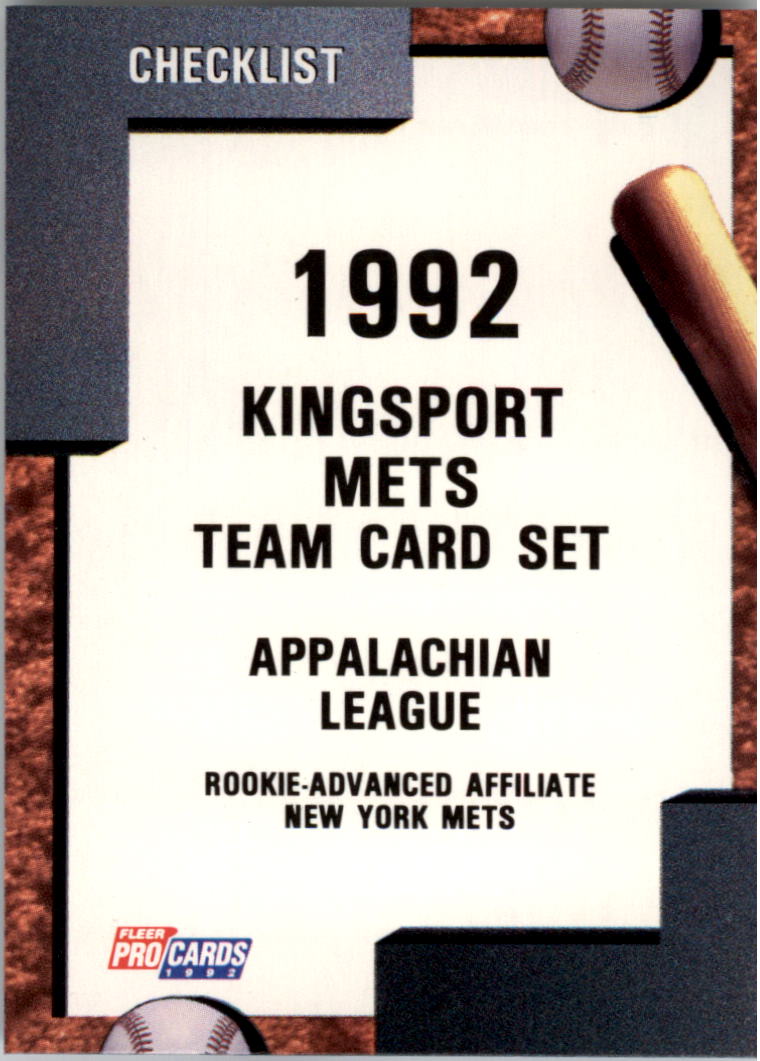 CHECKLIST
1992
KINGSPORT
METS
TEAM CARD SET
APPALACHIAN
LEAGUE
ROOKIE-ADVANCED AFFILIATE
NEW YORK METS
FLEER
PRO CARDS
1992